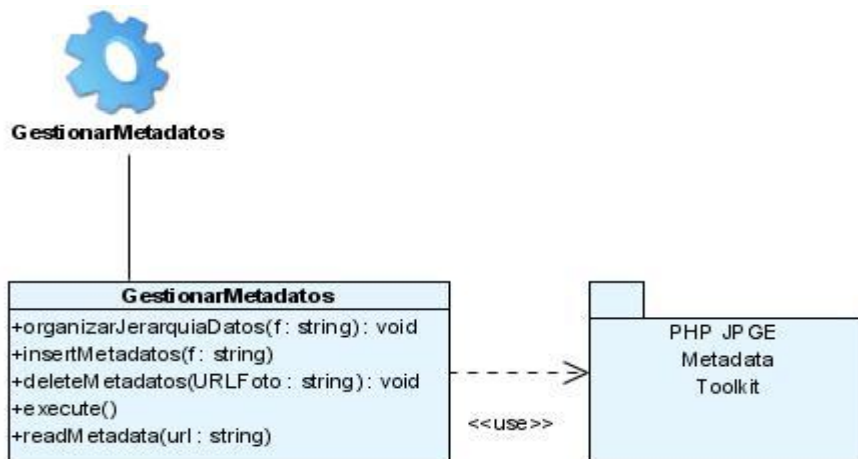 GestionarMetadatos
GestionarMetadatos
+organizarJerarquiaDatos(f : string) : void
+insertMetadatos(f : string)
+deleteMetadatos(URLFoto : string) : void
+execute()
+readMetadata(url : string)
<<use>>
PHP JPGE
Metadata
Toolkit